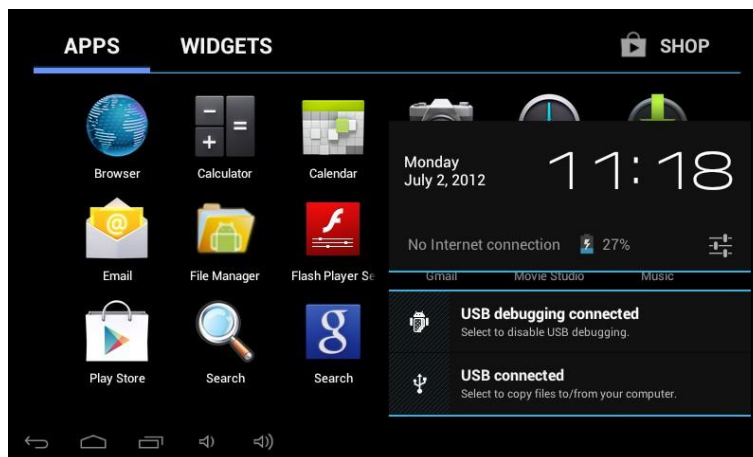 APPS WIDGETS SHOP
Browser Calculator Calendar
Monday
July 2, 2012
11:18
No Internet connection 27%
Email File Manager Flash Player Se Gmail Movie Studio Music
USB debugging connected
Select to disable USB debugging.
Play Store Search Search
USB connected
Select to copy files to/from your computer.